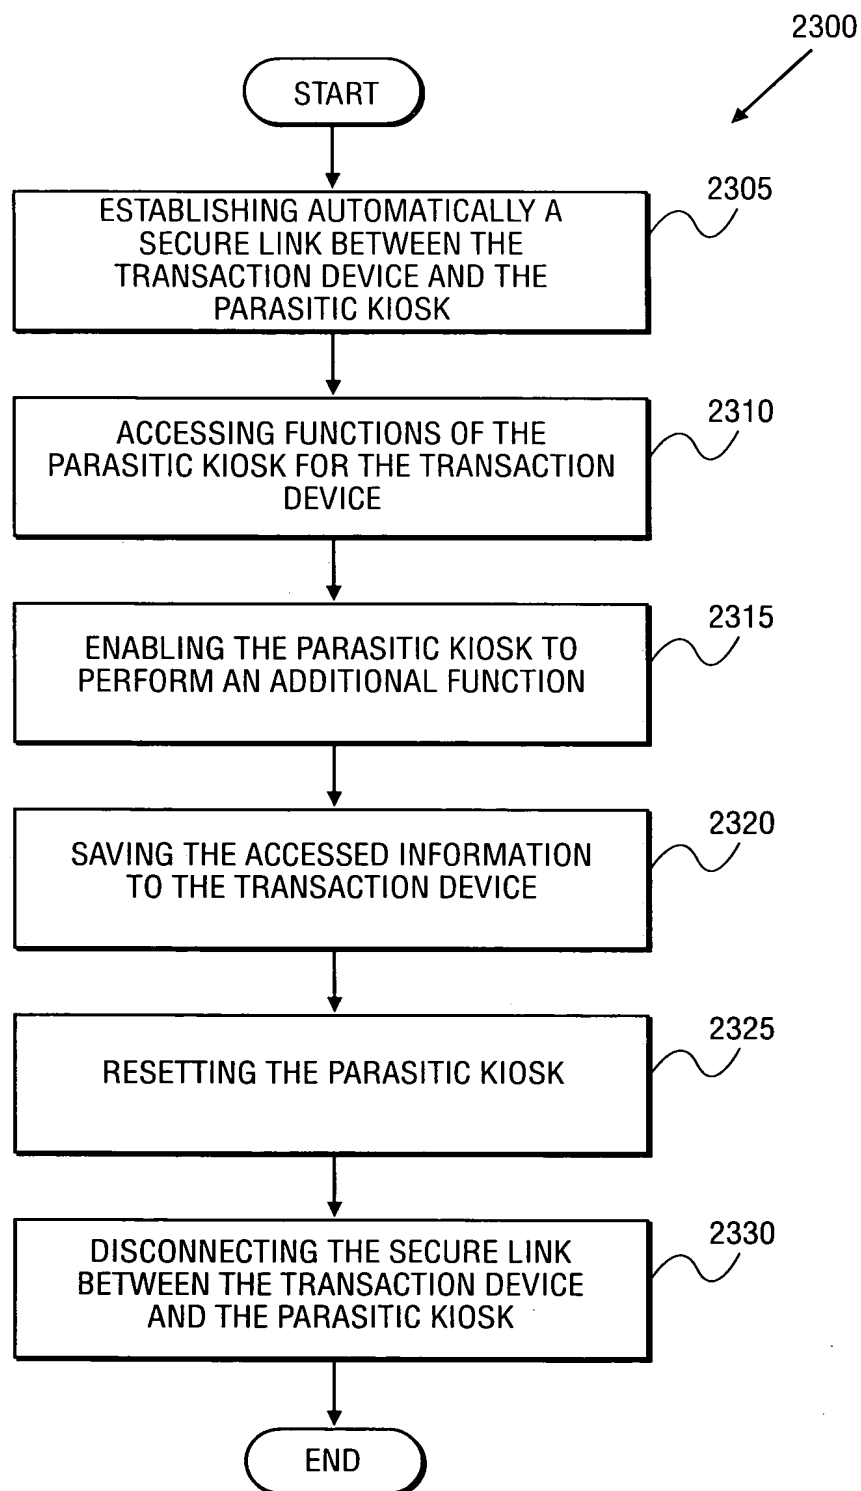 2300
START
2305
ESTABLISHING AUTOMATICALLY A
SECURE LINK BETWEEN THE
TRANSACTION DEVICE AND THE
PARASITIC KIOSK
2310
ACCESSING FUNCTIONS OF THE
PARASITIC KIOSK FOR THE TRANSACTION
DEVICE
2315
ENABLING THE PARASITIC KIOSK TO
PERFORM AN ADDITIONAL FUNCTION
2320
SAVING THE ACCESSED INFORMATION
TO THE TRANSACTION DEVICE
2325
RESETTING THE PARASITIC KIOSK
2330
DISCONNECTING THE SECURE LINK
BETWEEN THE TRANSACTION DEVICE
AND THE PARASITIC KIOSK
END